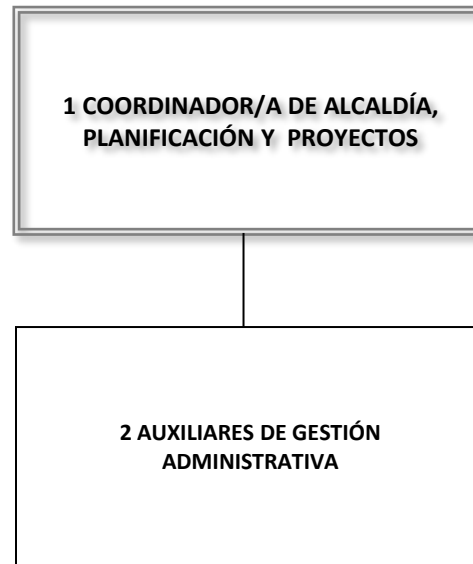 1 COORDINADOR/A DE ALCALDÍA,
PLANIFICACIÓN Y PROYECTOS
2 AUXILIARES DE GESTIÓN
ADMINISTRATIVA